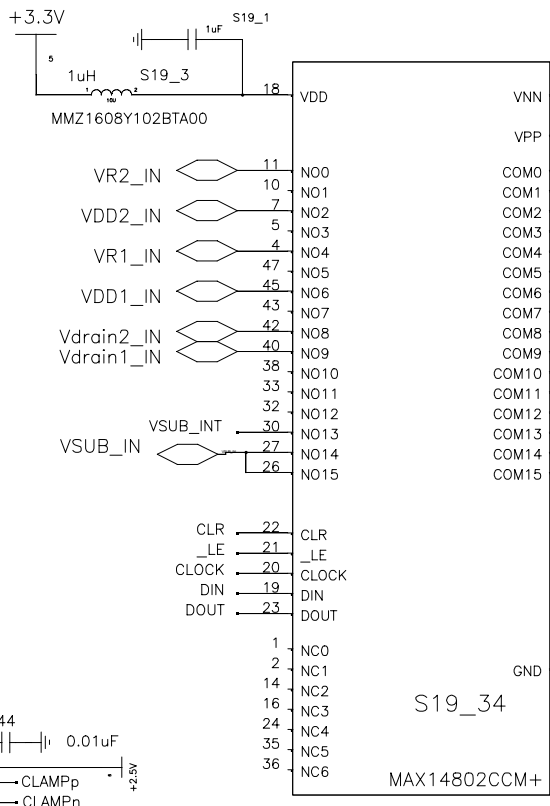 +3.3V
S19_1
1uF
5
1uH S19_3
1 2
10U
MMZ1608Y102BTA00
18 VDD VNN
VPP
VR2_IN 11 NO0 COM0
10 NO1 COM1
VDD2_IN 7 NO2 COM2
5 NO3 COM3
VR1_IN 4 NO4 COM4
47 NO5 COM5
VDD1_IN 45 NO6 COM6
43 NO7 COM7
Vdrain2_IN 42 NO8 COM8
Vdrain1_IN 40 NO9 COM9
38 NO10 COM10
33 NO11 COM11
32 NO12 COM12
VSUB_INT 30 NO13 COM13
VSUB_IN 27 NO14 COM14
26 NO15 COM15
CLR 22 CLR
_LE 21 _LE
CLOCK 20 CLOCK
DIN 19 DIN
DOUT 23 DOUT
1 NC0
2 NC1 GND
14 NC2
16 NC3 S19_34
24 NC4
35 NC5
36 NC6
MAX14802CCM+
44
0.01uF
+2.5V
CLAMPp
CLAMPn